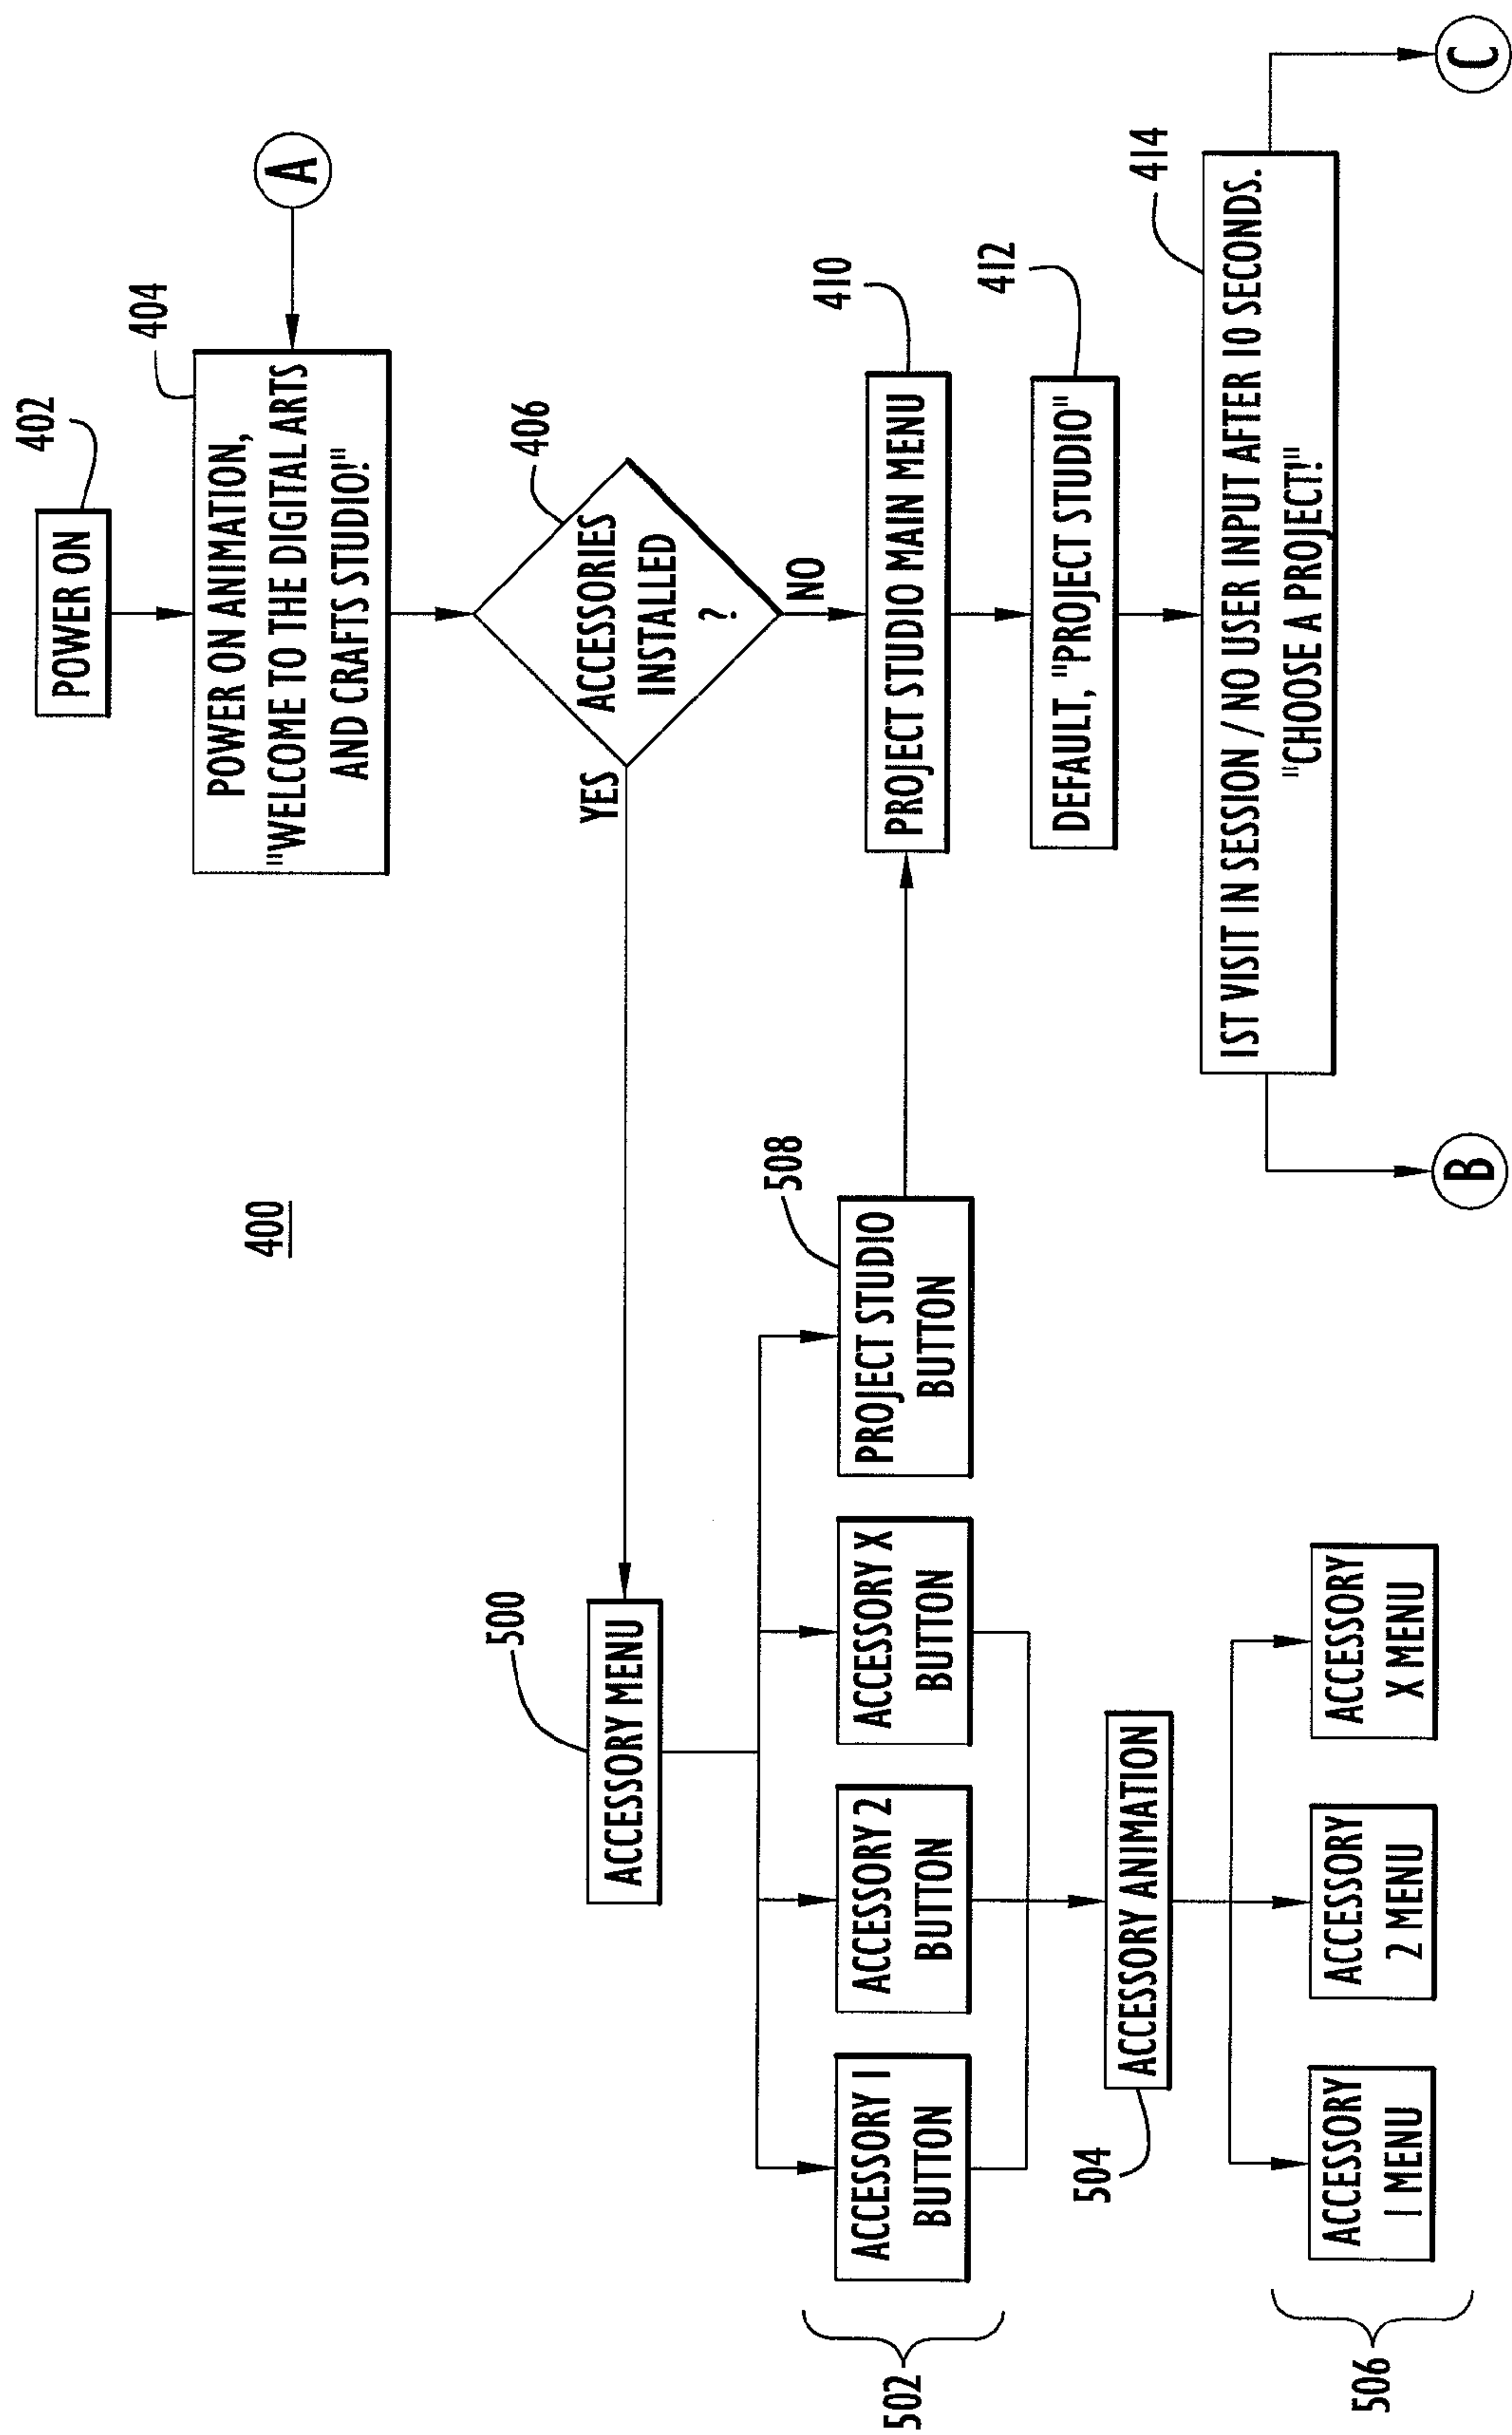 400
402
POWER ON
404
POWER ON ANIMATION,
"WELCOME TO THE DIGITAL ARTS
AND CRAFTS STUDIO!"
A
406
ACCESSORIES
INSTALLED
?
YES
NO
500
ACCESSORY MENU
502
ACCESSORY 1
BUTTON
ACCESSORY 2
BUTTON
ACCESSORY X
BUTTON
508
PROJECT STUDIO
BUTTON
410
PROJECT STUDIO MAIN MENU
412
DEFAULT, "PROJECT STUDIO"
504
ACCESSORY ANIMATION
414
1ST VISIT IN SESSION / NO USER INPUT AFTER 10 SECONDS.
"CHOOSE A PROJECT!"
506
ACCESSORY
1 MENU
ACCESSORY
2 MENU
ACCESSORY
X MENU
B
C